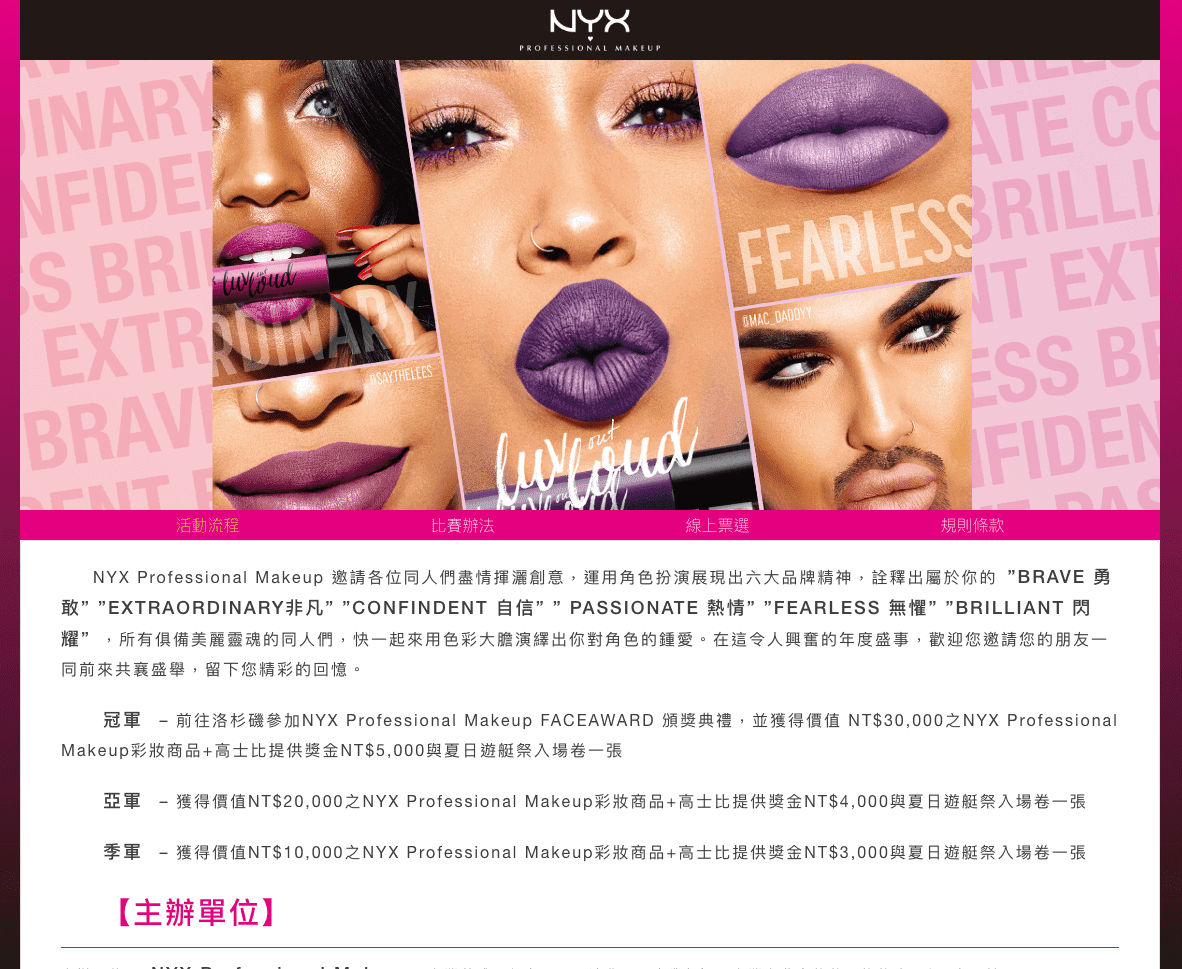 NYX
PROFESSIONAL MAKEUP
INARY
ATE CO
NFIDE
BRILLI
FEARLESS
luv out loud
SS BRI
NT EXT
@MAC_DADDYY
EXTR
RDINARY
ESS BE
@SAYTHELEES
BRAV
luv out loud
FIDEN
活動流程
比賽辦法
線上票選
規則條款
NYX Professional Makeup 邀請各位同人們盡情揮灑創意，運用角色扮演展現出六大品牌精神，詮釋出屬於你的 ”BRAVE 勇
敢” ”EXTRAORDINARY非凡” ”CONFINDENT 自信” ” PASSIONATE 熱情” ”FEARLESS 無懼” ”BRILLIANT 閃
耀” ，所有俱備美麗靈魂的同人們，快一起來用色彩大膽演繹出你對角色的鍾愛。在這令人興奮的年度盛事，歡迎您邀請您的朋友一
同前來共襄盛舉，留下您精彩的回憶。
冠軍 – 前往洛杉磯參加NYX Professional Makeup FACEAWARD 頒獎典禮，並獲得價值 NT$30,000之NYX Professional
Makeup彩妝商品+高士比提供獎金NT$5,000與夏日遊艇祭入場卷一張
亞軍 – 獲得價值NT$20,000之NYX Professional Makeup彩妝商品+高士比提供獎金NT$4,000與夏日遊艇祭入場卷一張
季軍 – 獲得價值NT$10,000之NYX Professional Makeup彩妝商品+高士比提供獎金NT$3,000與夏日遊艇祭入場卷一張
【主辦單位】